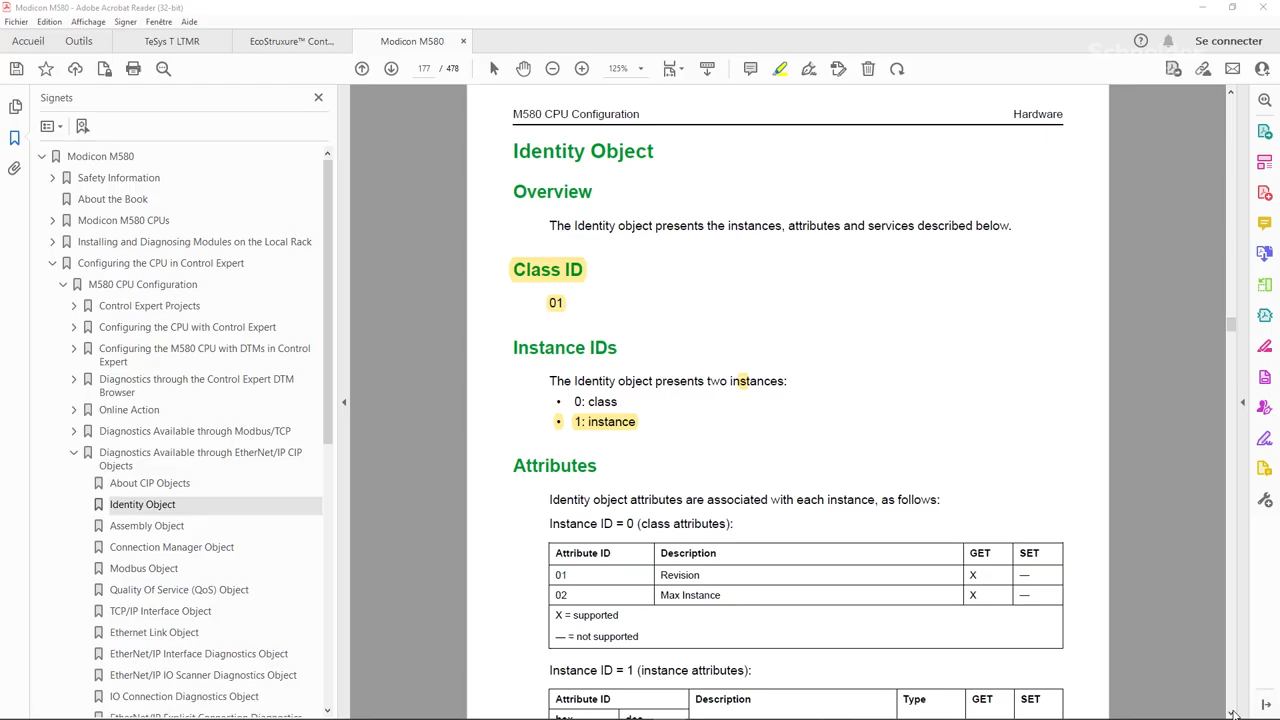 Modicon M580 - Adobe Acrobat Reader (32-bit)
Fichier Edition Affichage Signer Fenêtre Aide
Accueil Outils TeSys T LTMR EcoStruxure™ Cont... Modicon M580 × Se connecter
177 / 478 125%
Signets
Modicon M580
Safety Information
About the Book
Modicon M580 CPUs
Installing and Diagnosing Modules on the Local Rack
Configuring the CPU in Control Expert
M580 CPU Configuration
Control Expert Projects
Configuring the CPU with Control Expert
Configuring the M580 CPU with DTMs in Control
Expert
Diagnostics through the Control Expert DTM
Browser
Online Action
Diagnostics Available through Modbus/TCP
Diagnostics Available through EtherNet/IP CIP
Objects
About CIP Objects
Identity Object
Assembly Object
Connection Manager Object
Modbus Object
Quality Of Service (QoS) Object
TCP/IP Interface Object
Ethernet Link Object
EtherNet/IP Interface Diagnostics Object
EtherNet/IP IO Scanner Diagnostics Object
IO Connection Diagnostics Object
EtherNet/IP Explicit Connection Diagnostics
M580 CPU Configuration Hardware
Identity Object
Overview
The Identity object presents the instances, attributes and services described below.
Class ID
01
Instance IDs
The Identity object presents two instances:
• 0: class
• 1: instance
Attributes
Identity object attributes are associated with each instance, as follows:
Instance ID = 0 (class attributes):
Attribute ID Description GET SET
01 Revision X —
02 Max Instance X —
X = supported
— = not supported
Instance ID = 1 (instance attributes):
Attribute ID Description Type GET SET
hex dec